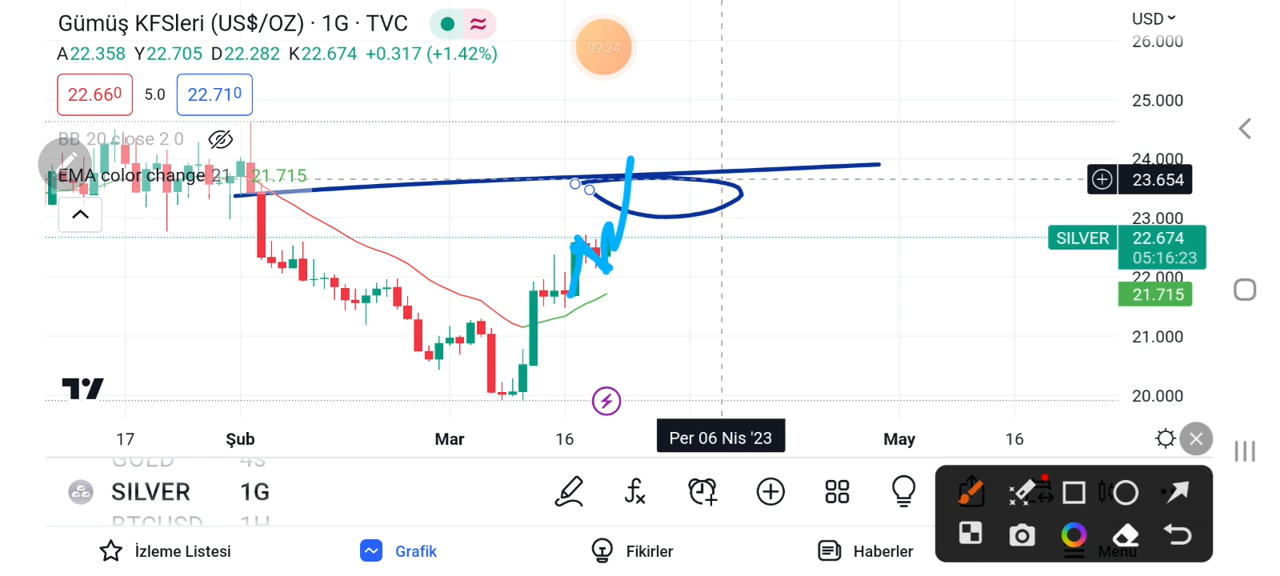 Gümüş KFSleri (US$/OZ) · 1G · TVC
USD
A22.358 Y22.705 D22.282 K22.674 +0.317 (+1.42%)
09:24
26.000
22.660 5.0 22.710
25.000
BB 20 close 2 0
24.000
EMA color change 21 21.715
23.654
23.000
SILVER 22.674
05:16:23
22.000
21.715
21.000
20.000
17 Şub Mar 16 Per 06 Nis '23 May 16
GOLD 4s
SILVER 1G
BTCUSD 1H
İzleme Listesi Grafik Fikirler Haberler Menü